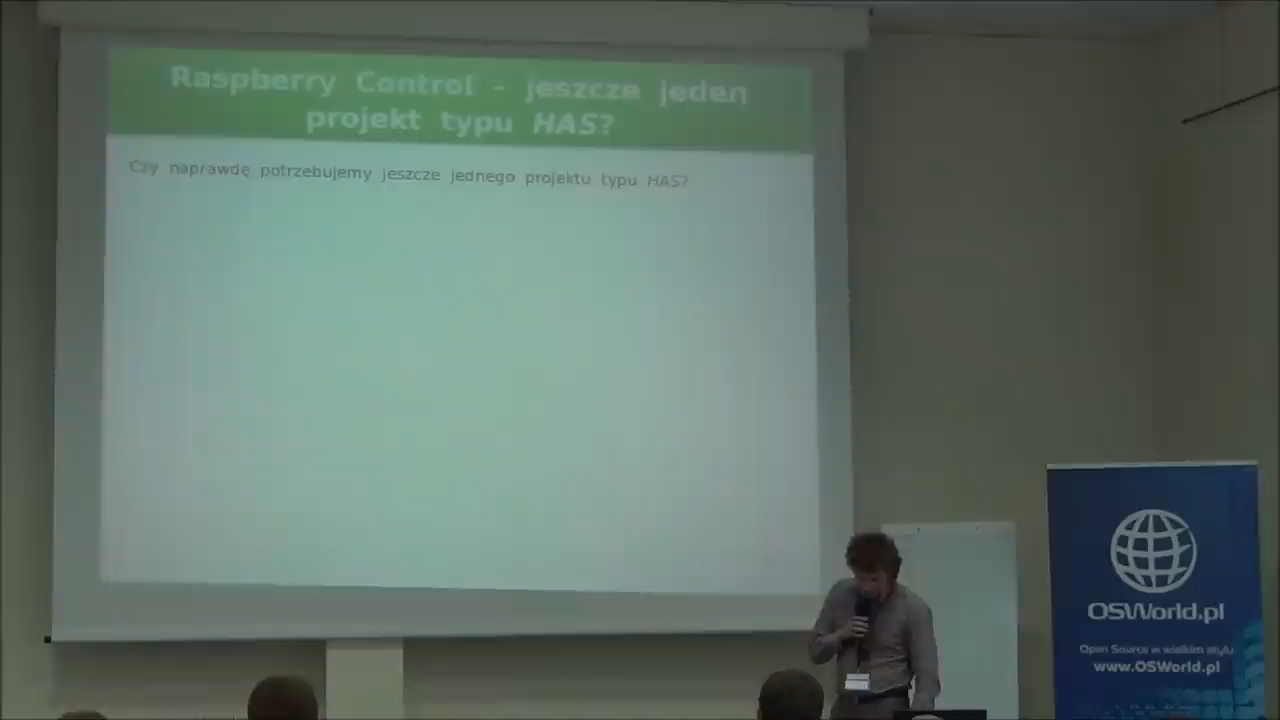 Raspberry Control - jeszcze jeden
projekt typu HAS?
Czy naprawdę potrzebujemy jeszcze jednego projektu typu HAS?
OSWorld.pl
Open Source w wielkim stylu
www.OSWorld.pl